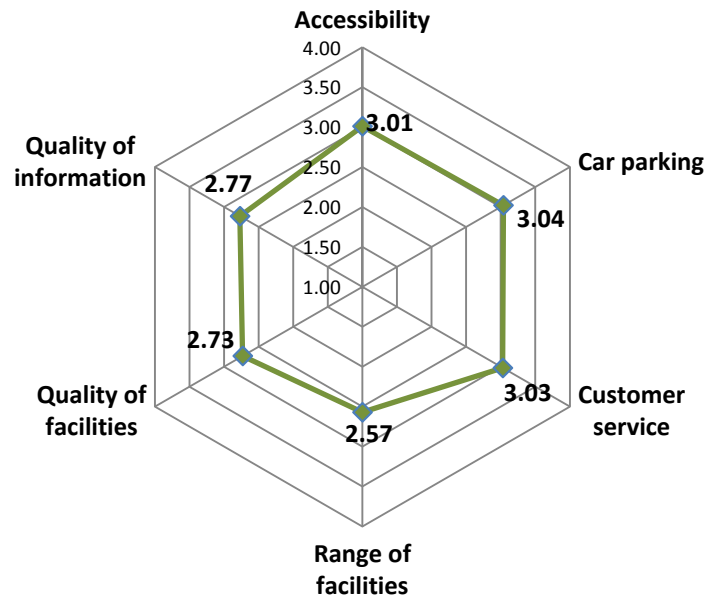 Accessibility
4.00
3.50
3.00
2.50
2.00
1.50
1.00
3.01
Car parking
3.04
Customer
service
3.03
Range of
facilities
2.57
Quality of
facilities
2.73
Quality of
information
2.77